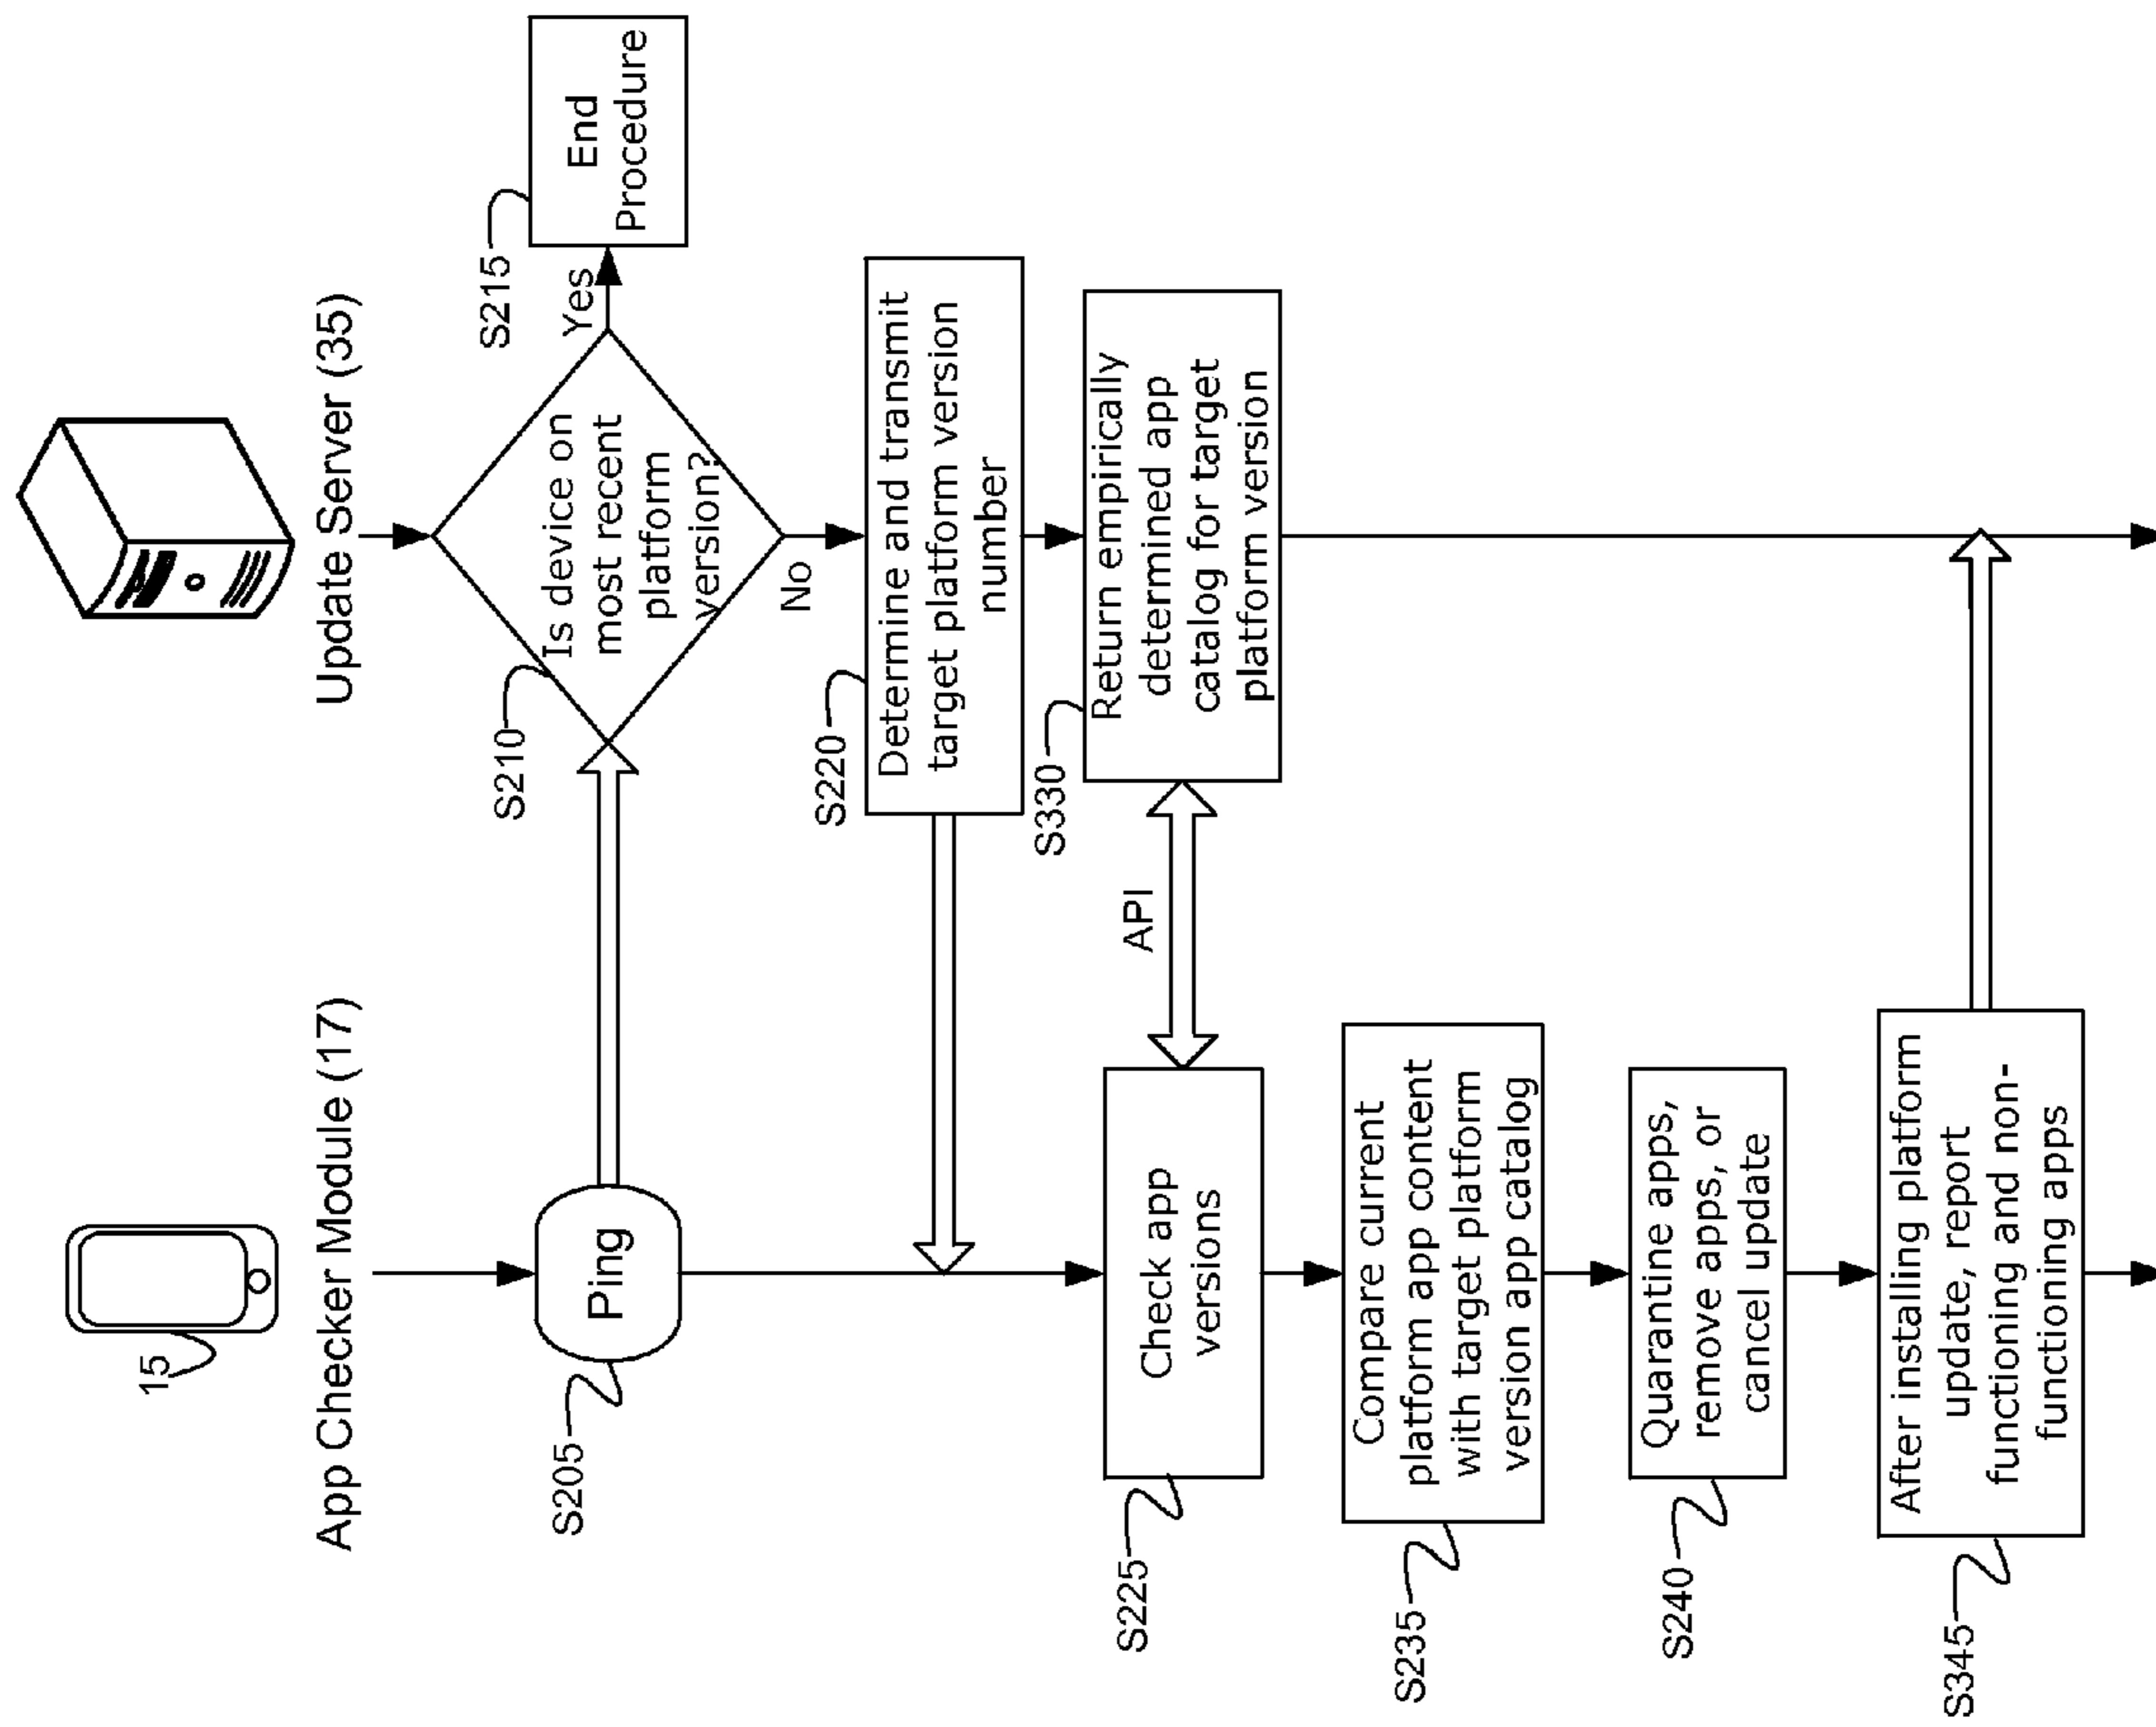 15
App Checker Module (17)
Update Server (35)
S205
Ping
S210
Is device on
most recent
platform
version?
Yes
S215
End
Procedure
No
S220
Determine and transmit
target platform version
number
S225
Check app
versions
API
S330
Return empirically
determined app
catalog for target
platform version
S235
Compare current
platform app content
with target platform
version app catalog
S240
Quarantine apps,
remove apps, or
cancel update
S345
After installing platform
update, report
functioning and non-
functioning apps